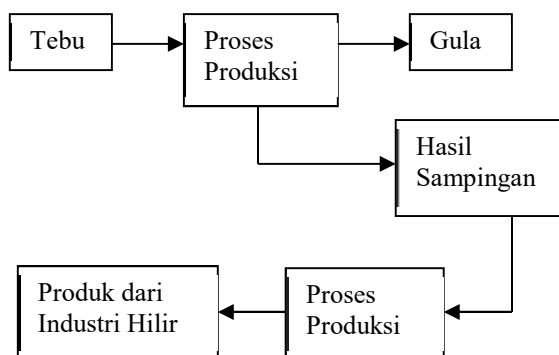 Tebu
Proses
Produksi
Gula
Hasil
Sampingan
Produk dari
Industri Hilir
Proses
Produksi